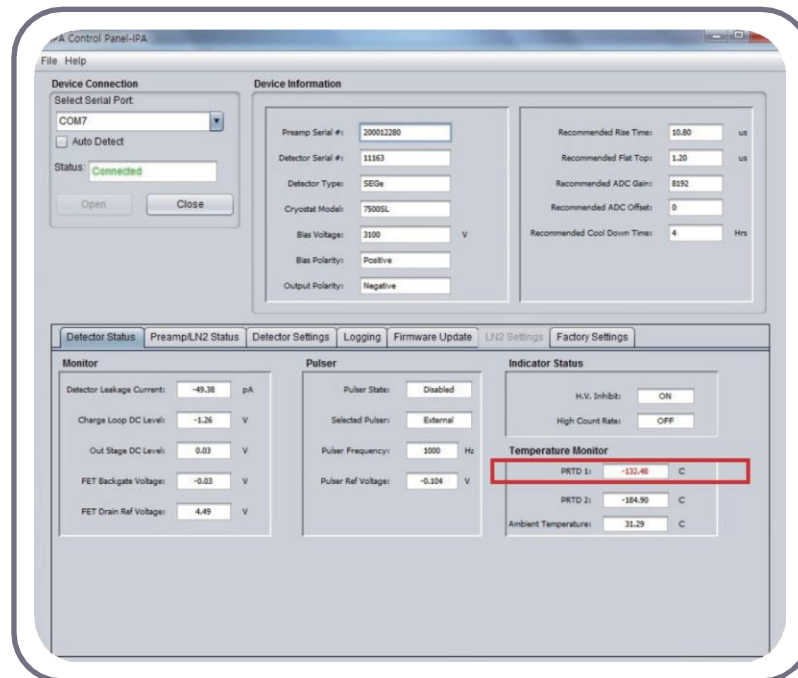 iPA Control Panel-iPA
File Help
Device Connection
Select Serial Port:
COM7
Auto Detect
Status: Connected
Open Close
Device Information
Preamp Serial #: 200012280
Detector Serial #: 11163
Detector Type: SEGe
Cryostat Model: 7500SL
Bias Voltage: 3100 V
Bias Polarity: Positive
Output Polarity: Negative
Recommended Rise Time: 10.80 us
Recommended Flat Top: 1.20 us
Recommended ADC Gain: 8192
Recommended ADC Offset: 0
Recommended Cool Down Time: 4 Hrs
Detector Status Preamp/LN2 Status Detector Settings Logging Firmware Update LN2 Settings Factory Settings
Monitor
Detector Leakage Current: -49.38 pA
Charge Loop DC Level: -1.26 V
Out Stage DC Level: 0.03 V
FET Backgate Voltage: -0.03 V
FET Drain Ref Voltage: 4.49 V
Pulser
Pulser State: Disabled
Selected Pulser: External
Pulser Frequency: 1000 Hz
Pulser Ref Voltage: -0.104 V
Indicator Status
H.V. Inhibit: ON
High Count Rate: OFF
Temperature Monitor
PRTD 1: -132.48 C
PRTD 2: -184.90 C
Ambient Temperature: 31.29 C